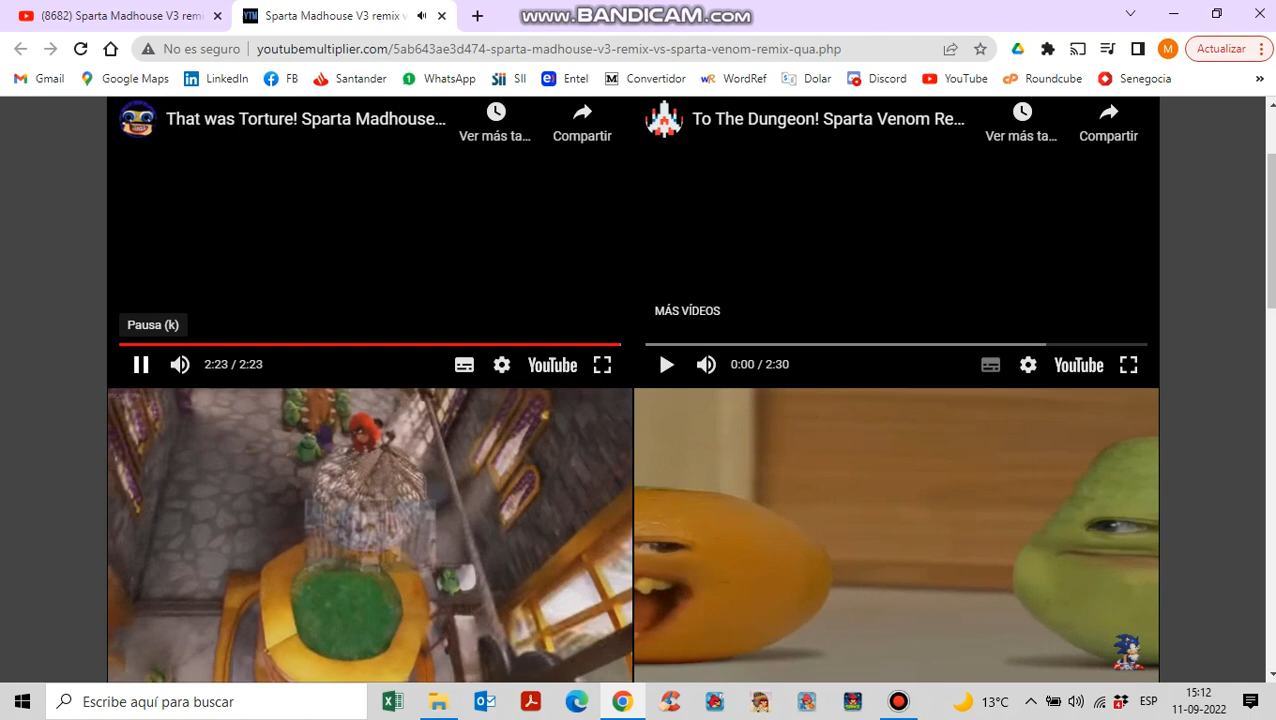 www.BANDICAM.com
(8682) Sparta Madhouse V3 remi
YTM Sparta Madhouse V3 remix v
No es seguro youtubemultiplier.com/5ab643ae3d474-sparta-madhouse-v3-remix-vs-sparta-venom-remix-qua.php
M Actualizar
Gmail Google Maps LinkedIn FB Santander WhatsApp SII Entel Convertidor WordRef Dolar Discord YouTube Roundcube Senegocia »
That was Torture! Sparta Madhouse... Ver más ta... Compartir
To The Dungeon! Sparta Venom Re... Ver más ta... Compartir
MÁS VÍDEOS
Pausa (k)
2:23 / 2:23 YouTube
0:00 / 2:30 YouTube
Escribe aquí para buscar
13°C ESP
15:12
11-09-2022